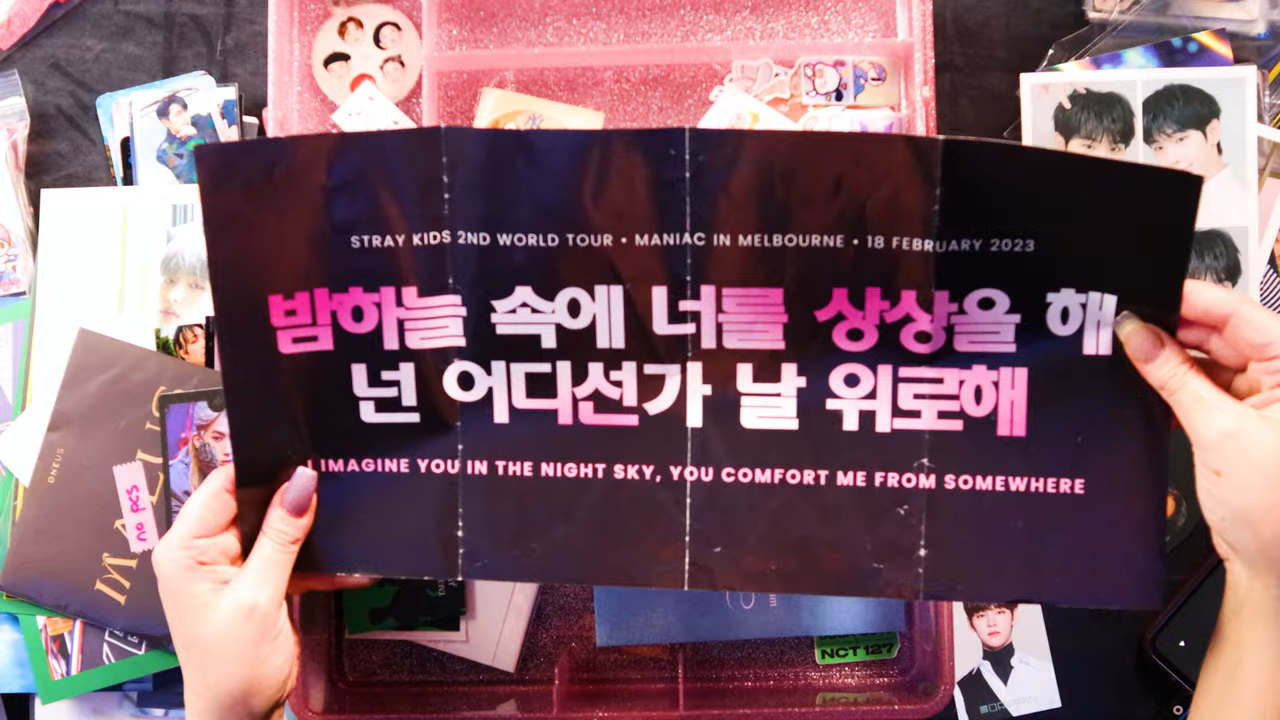 STRAY KIDS 2ND WORLD TOUR • MANIAC IN MELBOURNE • 18 FEBRUARY 2023
밤하늘 속에 너를 상상을 해
넌 어디선가 날 위로해
I IMAGINE YOU IN THE NIGHT SKY, YOU COMFORT ME FROM SOMEWHERE
ONEUS
no PCS
NCT 127